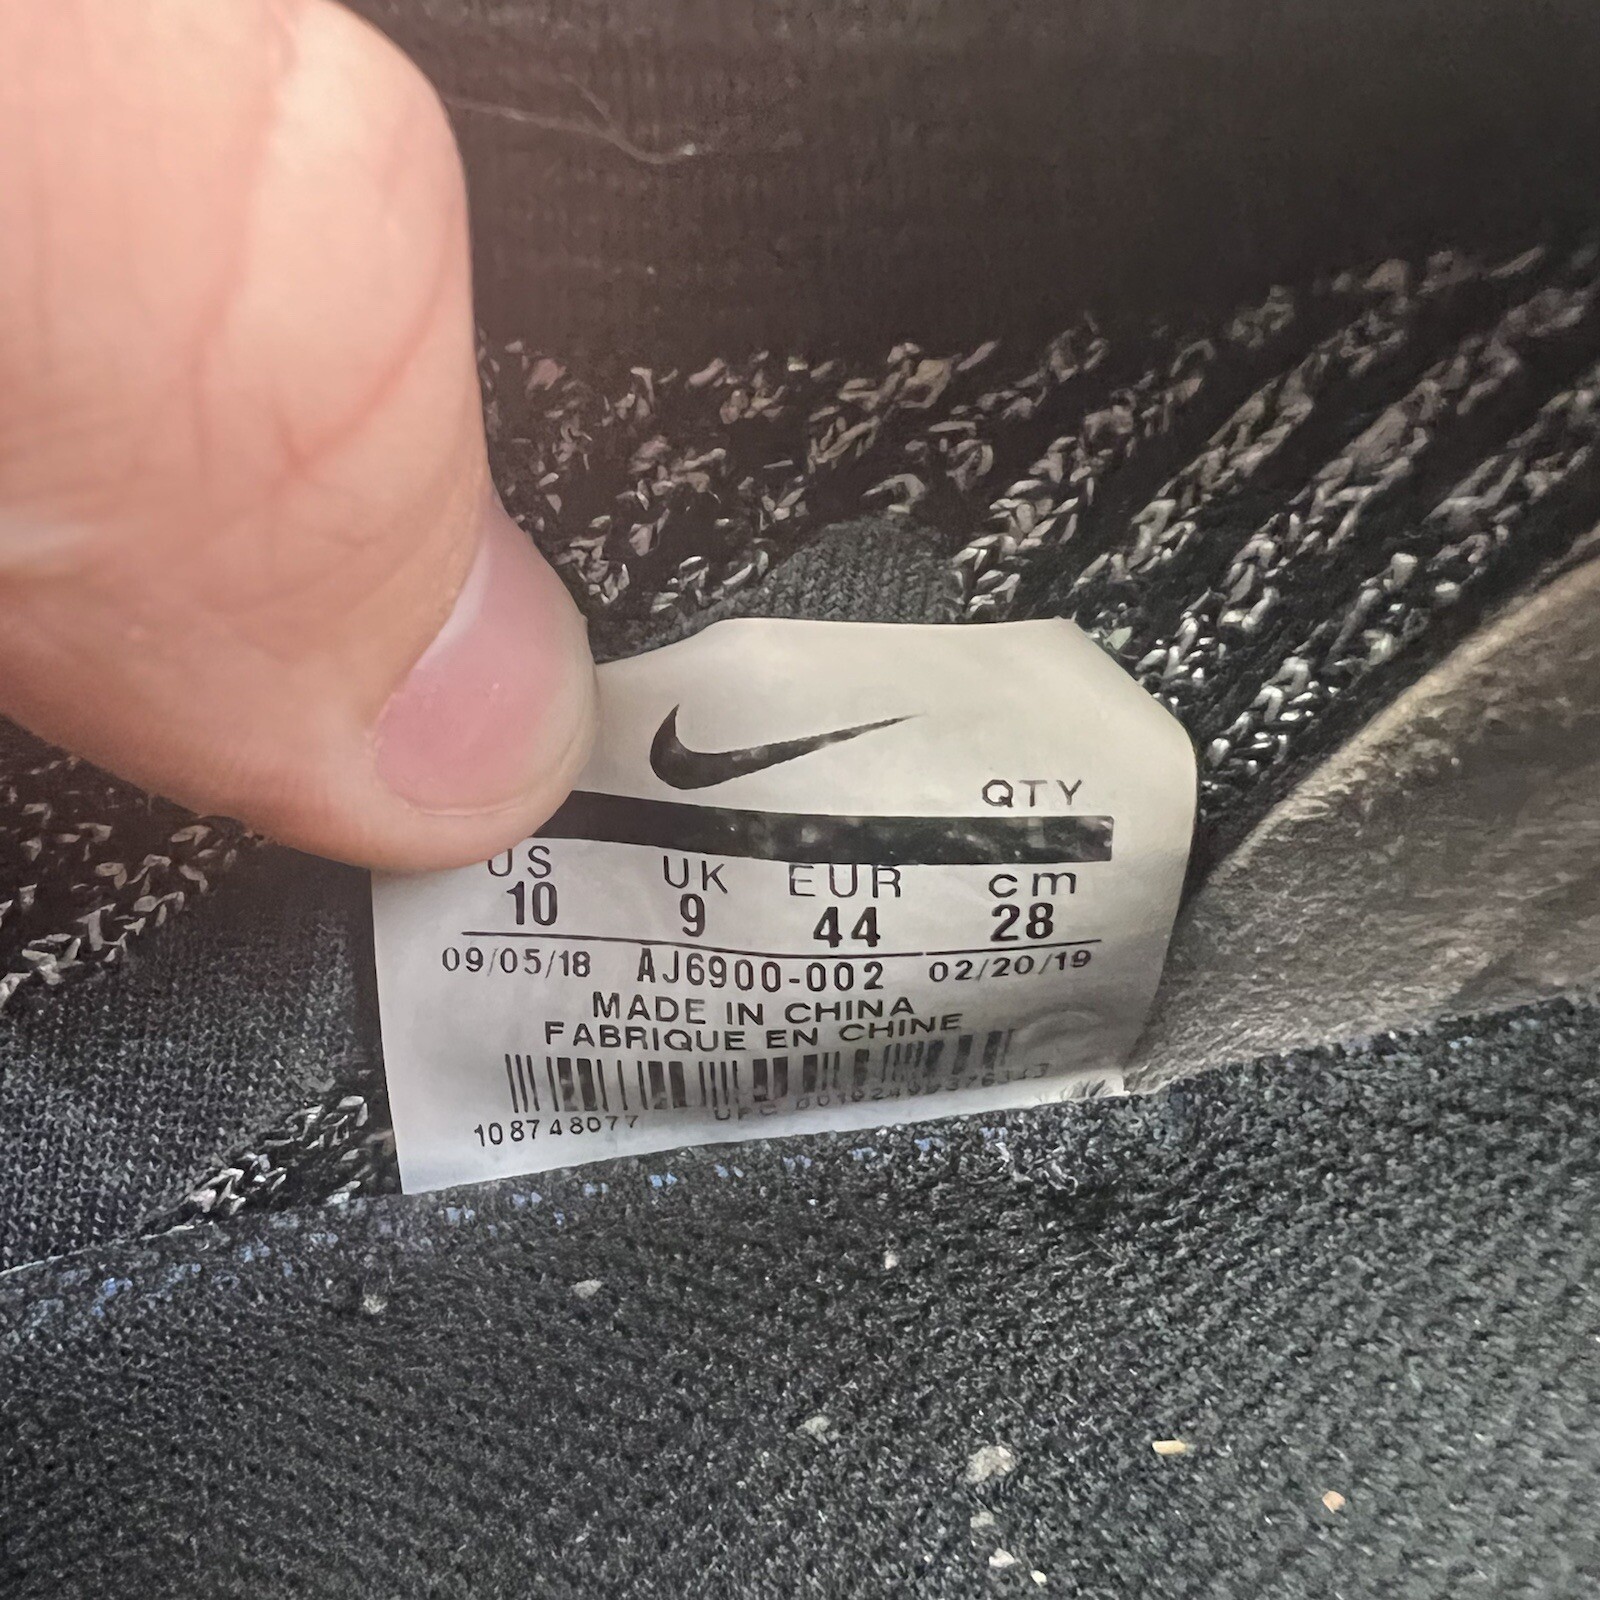 QTY
US UK EUR cm
10 9 44 28
09/05/18 AJ6900-002 02/20/19
MADE IN CHINA
FABRIQUE EN CHINE
UPC
108748077